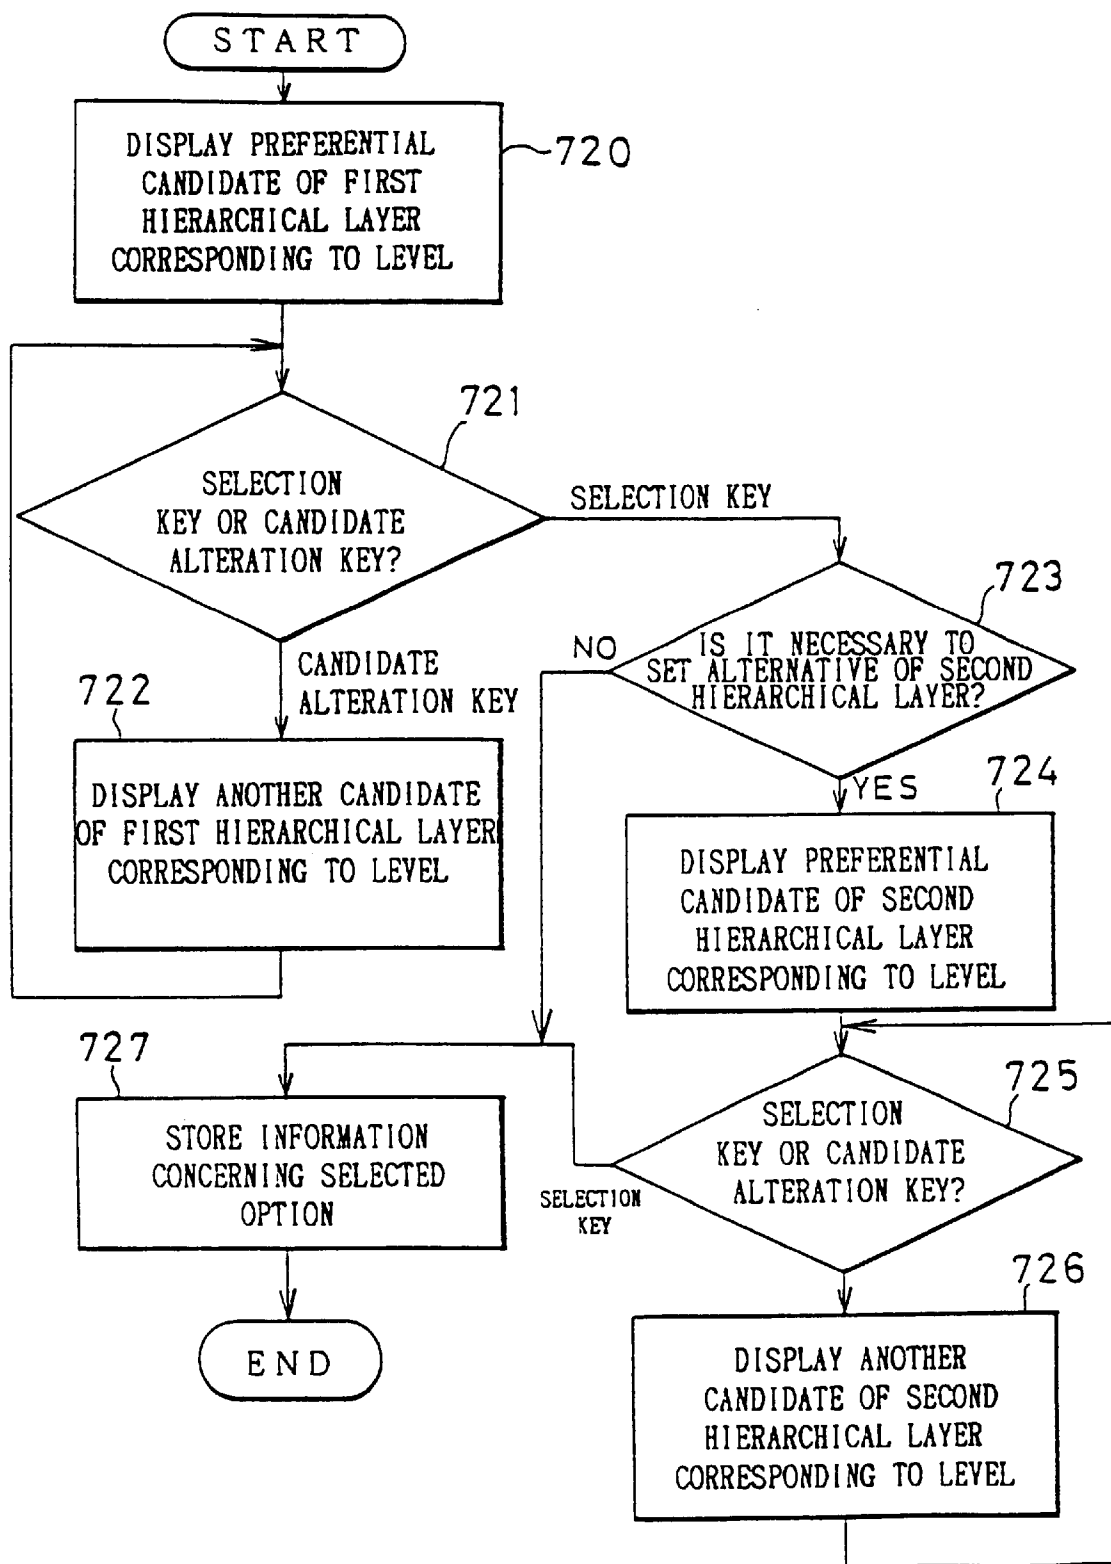 START
DISPLAY PREFERENTIAL
CANDIDATE OF FIRST
HIERARCHICAL LAYER
CORRESPONDING TO LEVEL
720
721
SELECTION
KEY OR CANDIDATE
ALTERATION KEY?
SELECTION KEY
CANDIDATE
ALTERATION KEY
722
DISPLAY ANOTHER CANDIDATE
OF FIRST HIERARCHICAL LAYER
CORRESPONDING TO LEVEL
723
IS IT NECESSARY TO
SET ALTERNATIVE OF SECOND
HIERARCHICAL LAYER?
NO
YES
724
DISPLAY PREFERENTIAL
CANDIDATE OF SECOND
HIERARCHICAL LAYER
CORRESPONDING TO LEVEL
725
SELECTION
KEY OR CANDIDATE
ALTERATION KEY?
SELECTION
KEY
726
DISPLAY ANOTHER
CANDIDATE OF SECOND
HIERARCHICAL LAYER
CORRESPONDING TO LEVEL
727
STORE INFORMATION
CONCERNING SELECTED
OPTION
END